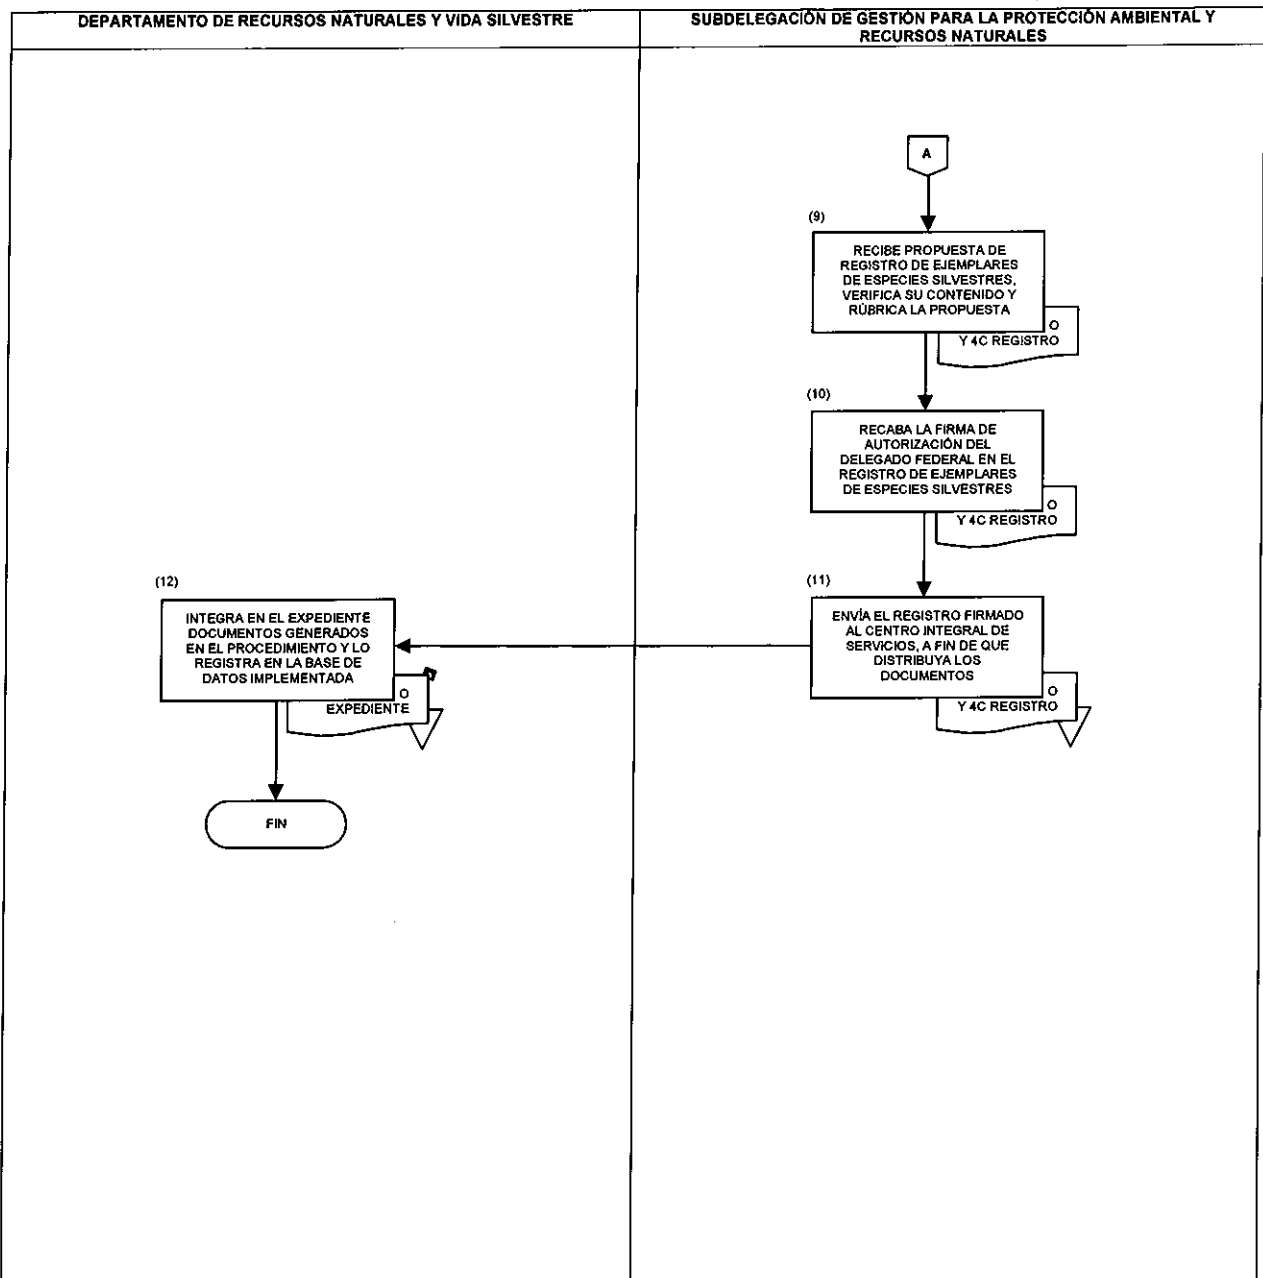 DEPARTAMENTO DE RECURSOS NATURALES Y VIDA SILVESTRE
SUBDELEGACIÓN DE GESTIÓN PARA LA PROTECCIÓN AMBIENTAL Y
RECURSOS NATURALES
A
(9)
RECIBE PROPUESTA DE
REGISTRO DE EJEMPLARES
DE ESPECIES SILVESTRES,
VERIFICA SU CONTENIDO Y
RÚBRICA LA PROPUESTA
O
Y 4C REGISTRO
(10)
RECABA LA FIRMA DE
AUTORIZACIÓN DEL
DELEGADO FEDERAL EN EL
REGISTRO DE EJEMPLARES
DE ESPECIES SILVESTRES
O
Y 4C REGISTRO
(11)
ENVÍA EL REGISTRO FIRMADO
AL CENTRO INTEGRAL DE
SERVICIOS, A FIN DE QUE
DISTRIBUYA LOS
DOCUMENTOS
O
Y 4C REGISTRO
(12)
INTEGRA EN EL EXPEDIENTE
DOCUMENTOS GENERADOS
EN EL PROCEDIMIENTO Y LO
REGISTRA EN LA BASE DE
DATOS IMPLEMENTADA
O
EXPEDIENTE
FIN